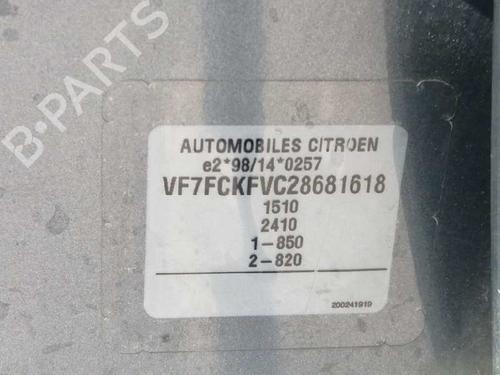 B-PARTS
AUTOMOBILES CITROEN
e2*98/14*0257
VF7FCKFVC28681618
1510
2410
1-850
2-820
200241919